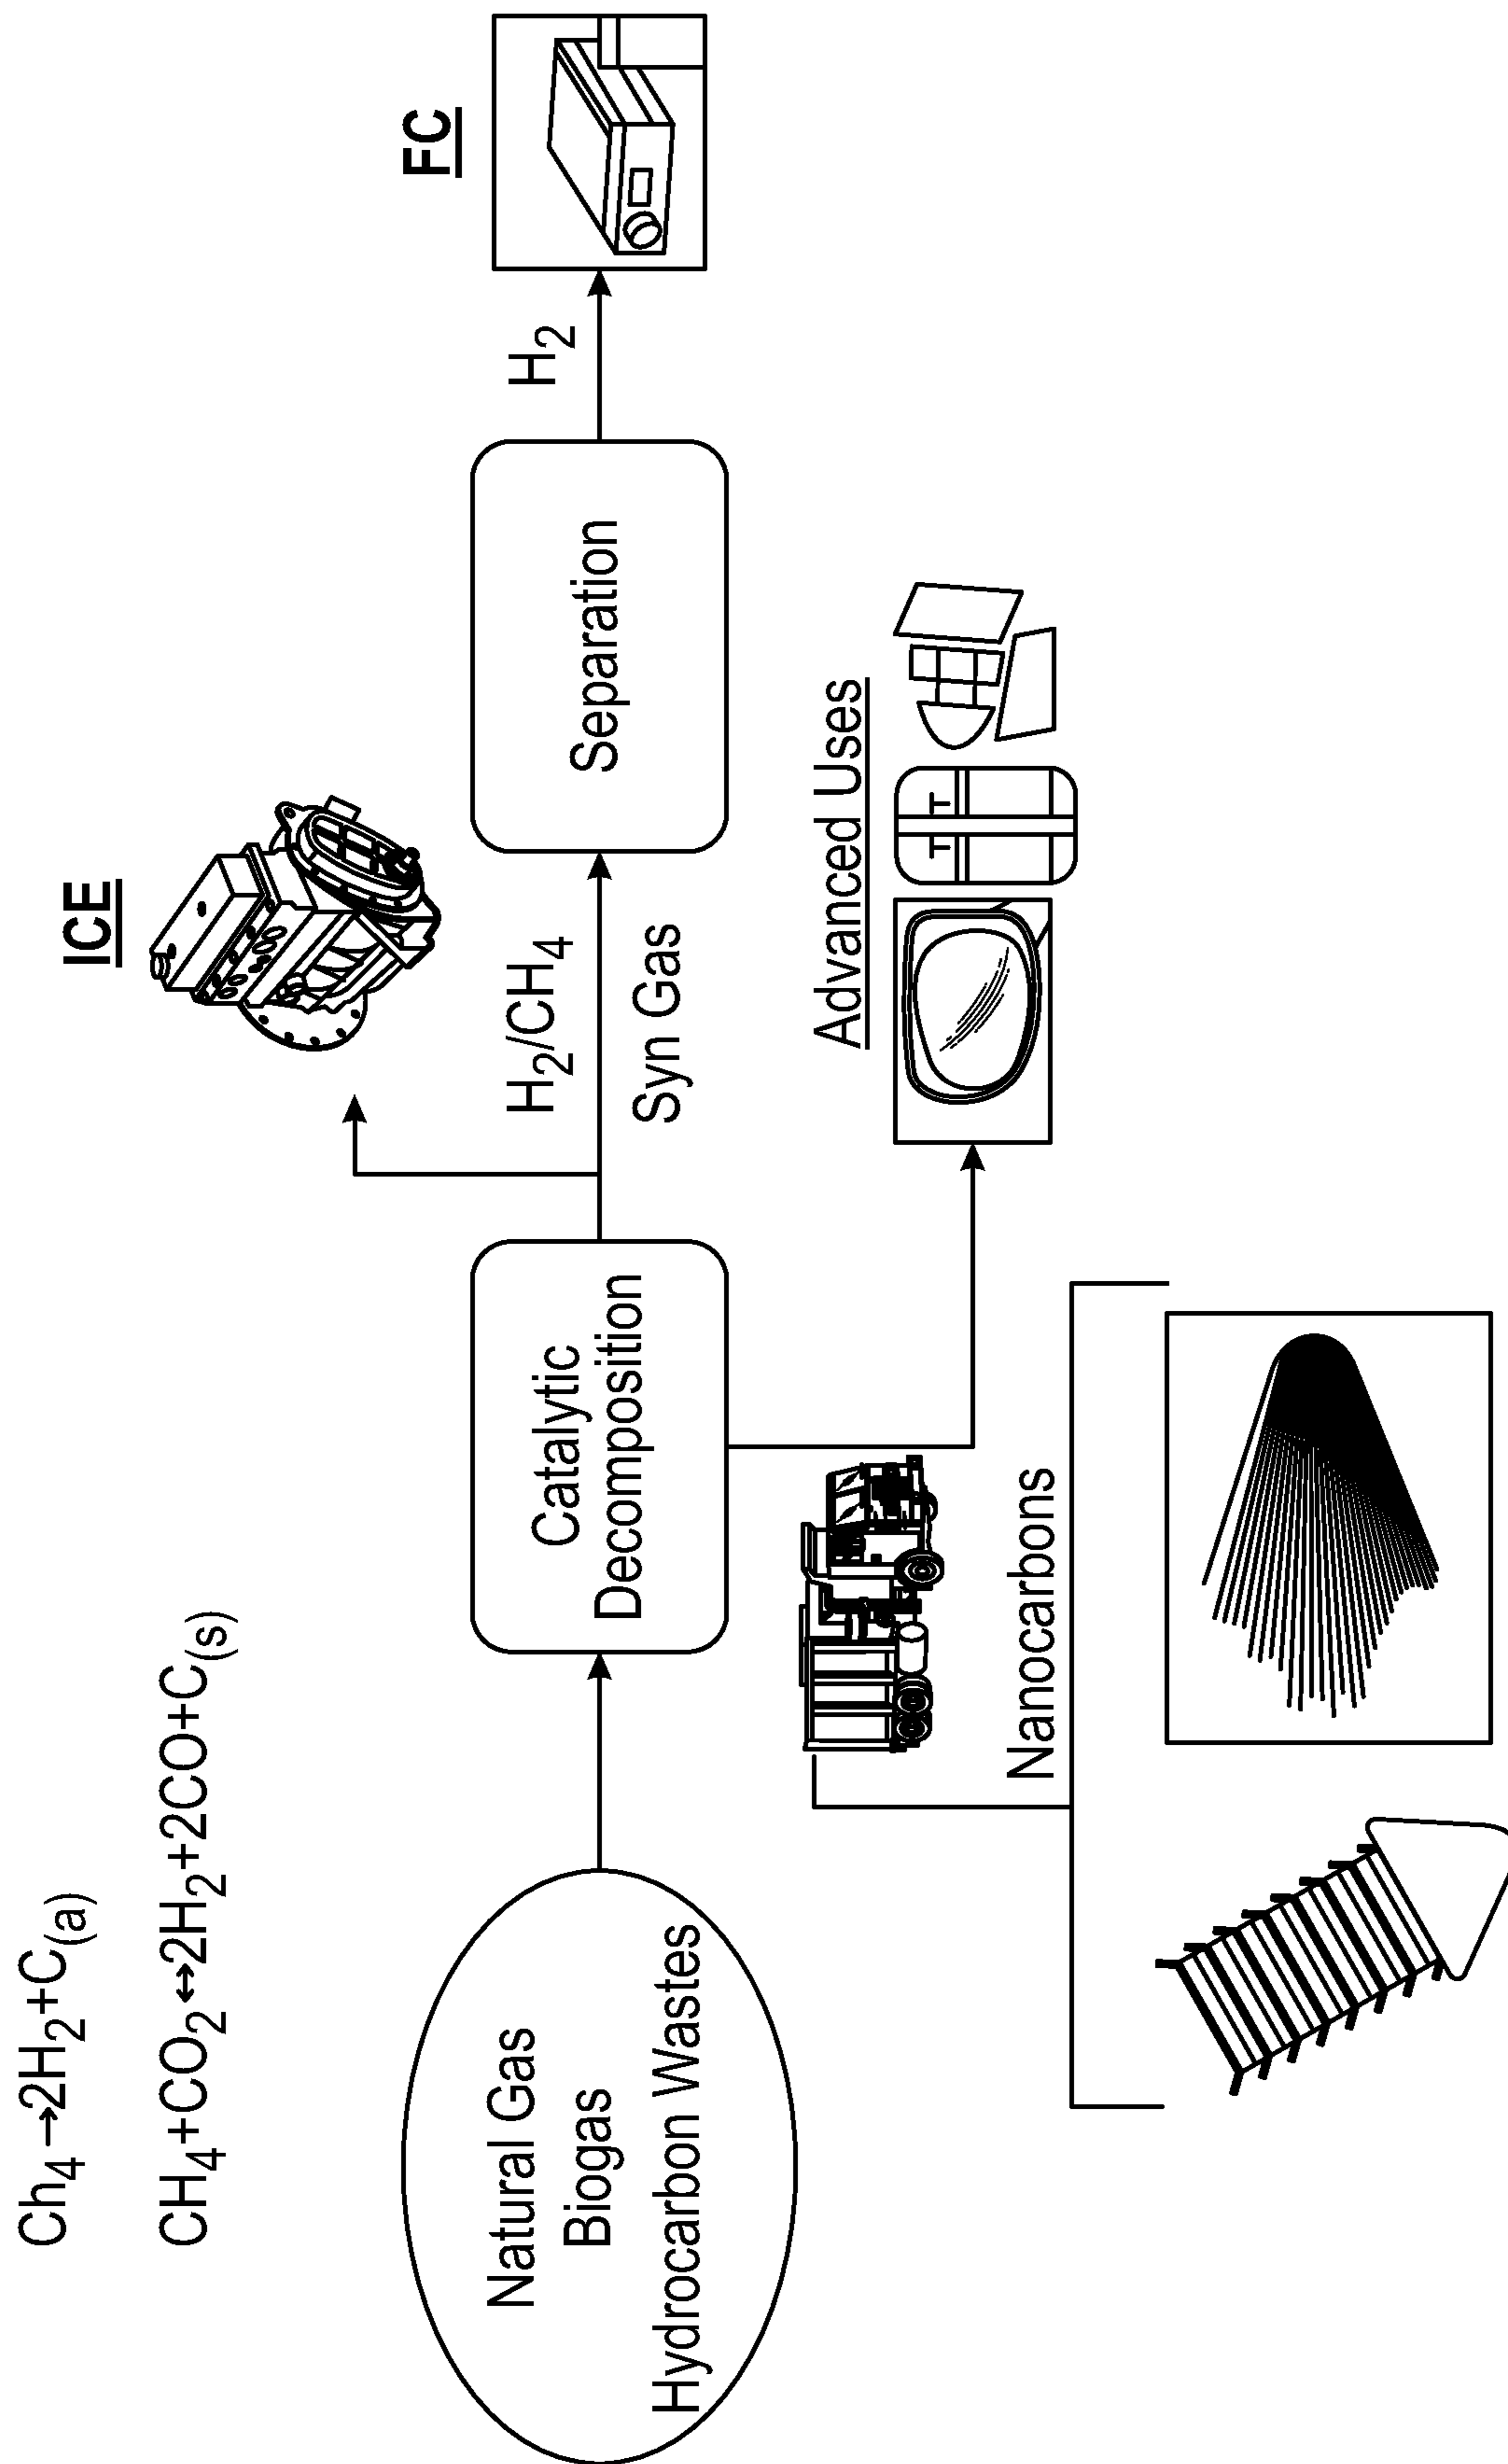 Ch4→2H2+C(a)
CH4+CO2↔2H2+2CO+C(s)
ICE
FC
Natural Gas
Biogas
Hydrocarbon Wastes
Catalytic
Decomposition
H2/CH4
Syn Gas
Separation
H2
Advanced Uses
Nanocarbons